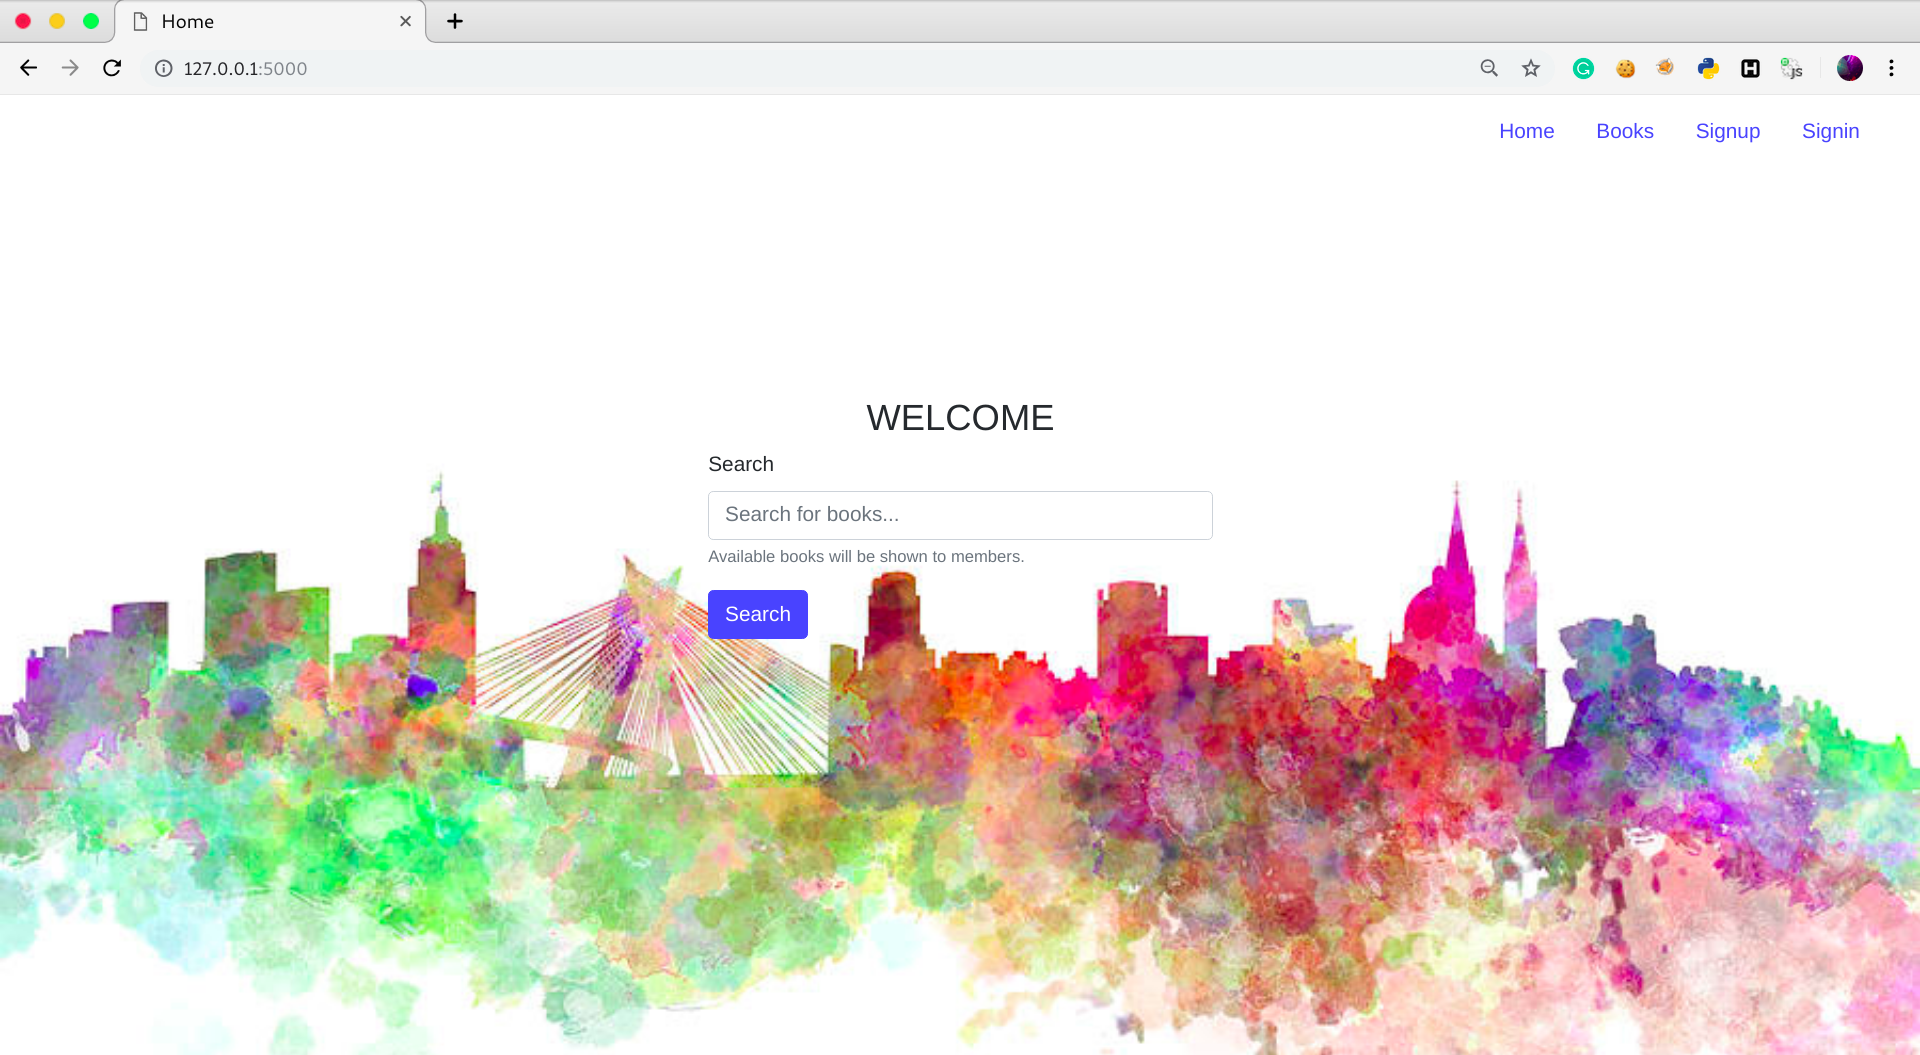 Home
127.0.0.1:5000
Home Books Signup Signin
WELCOME
Search
Search for books...
Available books will be shown to members.
Search